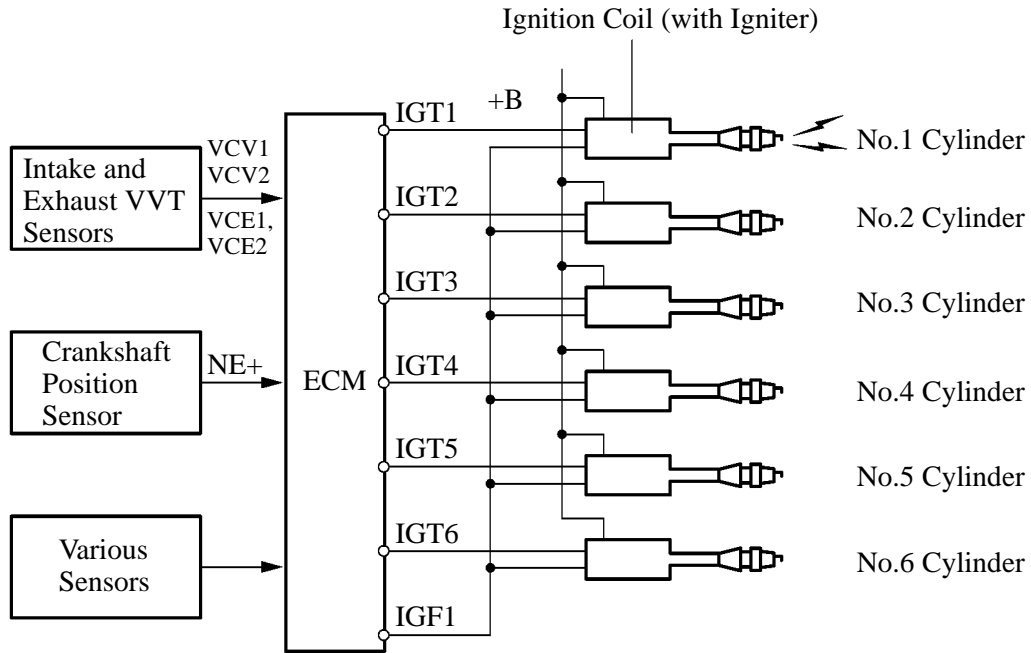 Ignition Coil (with Igniter)
+B
Intake and
Exhaust VVT
Sensors
VCV1
VCV2
VCE1,
VCE2
Crankshaft
Position
Sensor
NE+
Various
Sensors
ECM
IGT1
IGT2
IGT3
IGT4
IGT5
IGT6
IGF1
No.1 Cylinder
No.2 Cylinder
No.3 Cylinder
No.4 Cylinder
No.5 Cylinder
No.6 Cylinder